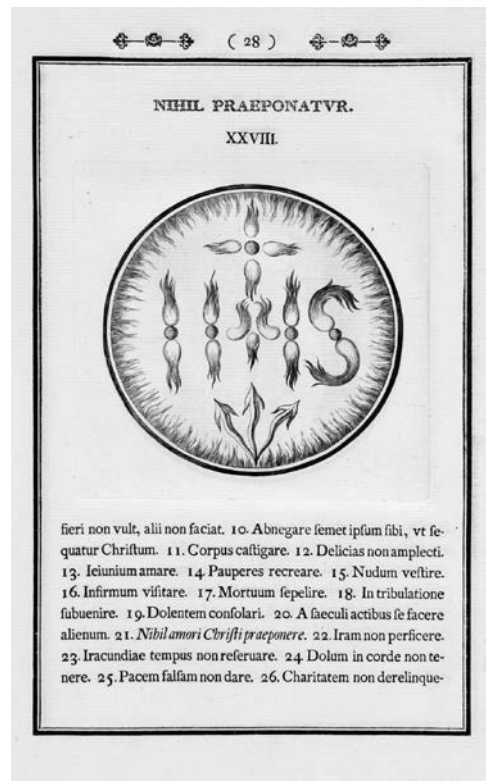 ( 28 )
NIHIL PRAEPONATVR.
XXVIII.
IHS
fieri non vult, alii non faciat. 10. Abnegare ſemet ipſum ſibi, vt ſe-
quatur Chriſtum. 11. Corpus caſtigare. 12. Delicias non amplecti.
13. Ieiunium amare. 14. Pauperes recreare. 15. Nudum veſtire.
16. Infirmum viſitare. 17. Mortuum ſepelire. 18. In tribulatione
ſubuenire. 19. Dolentem conſolari. 20. A ſaeculi actibus ſe facere
alienum. 21. Nihil amori Chriſti praeponere. 22. Iram non perficere.
23. Iracundiae tempus non reſeruare. 24. Dolum in corde non te-
nere. 25. Pacem falſam non dare. 26. Charitatem non derelinque-